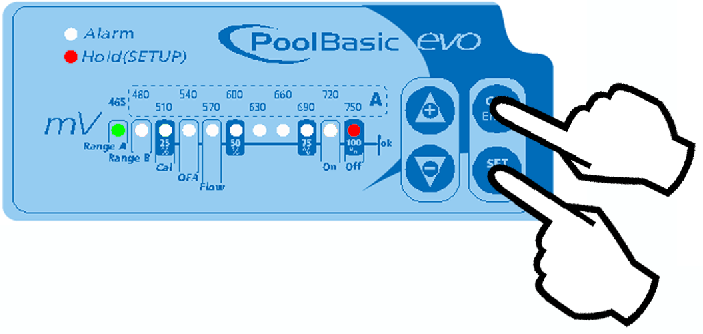 Alarm
Hold(SETUP)
PoolBasic evo
480 540 600 660 720
465 510 570 630 690 750 A
mV
25 % 50 % 75 % 100 % ok
Range A
Range B Cal OFA Flow On Off
SET